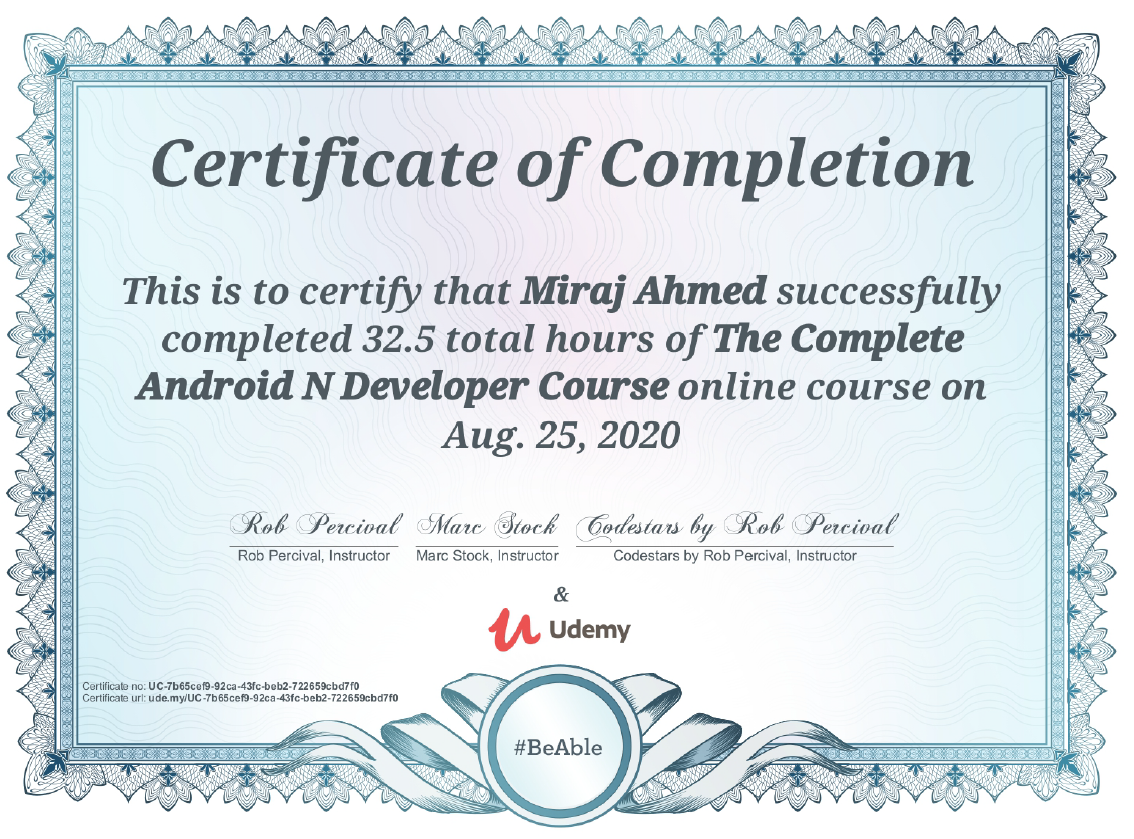 Certificate of Completion
This is to certify that Miraj Ahmed successfully
completed 32.5 total hours of The Complete
Android N Developer Course online course on
Aug. 25, 2020
Rob Percival Marc Stock Codestars by Rob Percival
Rob Percival, Instructor Marc Stock, Instructor Codestars by Rob Percival, Instructor
&
Udemy
Certificate no: UC-7b65cef9-92ca-43fc-beb2-722659cbd7f0
Certificate url: ude.my/UC-7b65cef9-92ca-43fc-beb2-722659cbd7f0
#BeAble